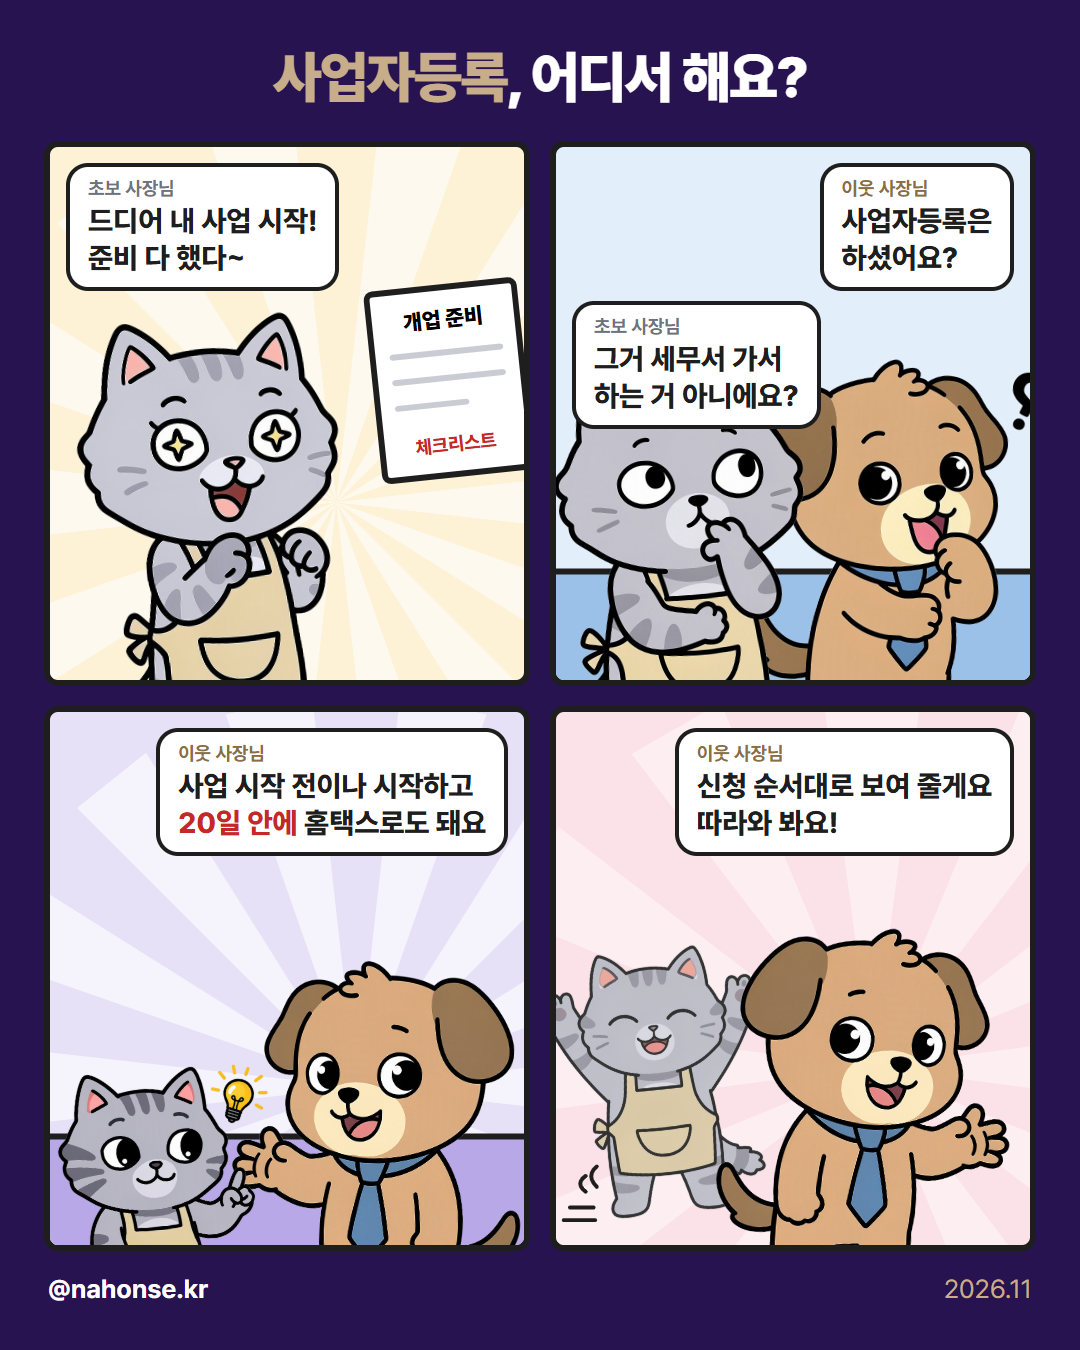 사업자등록, 어디서 해요?
초보 사장님
드디어 내 사업 시작!
준비 다 했다~
개업 준비
체크리스트
이웃 사장님
사업자등록은
하셨어요?
초보 사장님
그거 세무서 가서
하는 거 아니에요?
?
이웃 사장님
사업 시작 전이나 시작하고
20일 안에 홈택스로도 돼요
이웃 사장님
신청 순서대로 보여 줄게요
따라와 봐요!
@nahonse.kr
2026.11